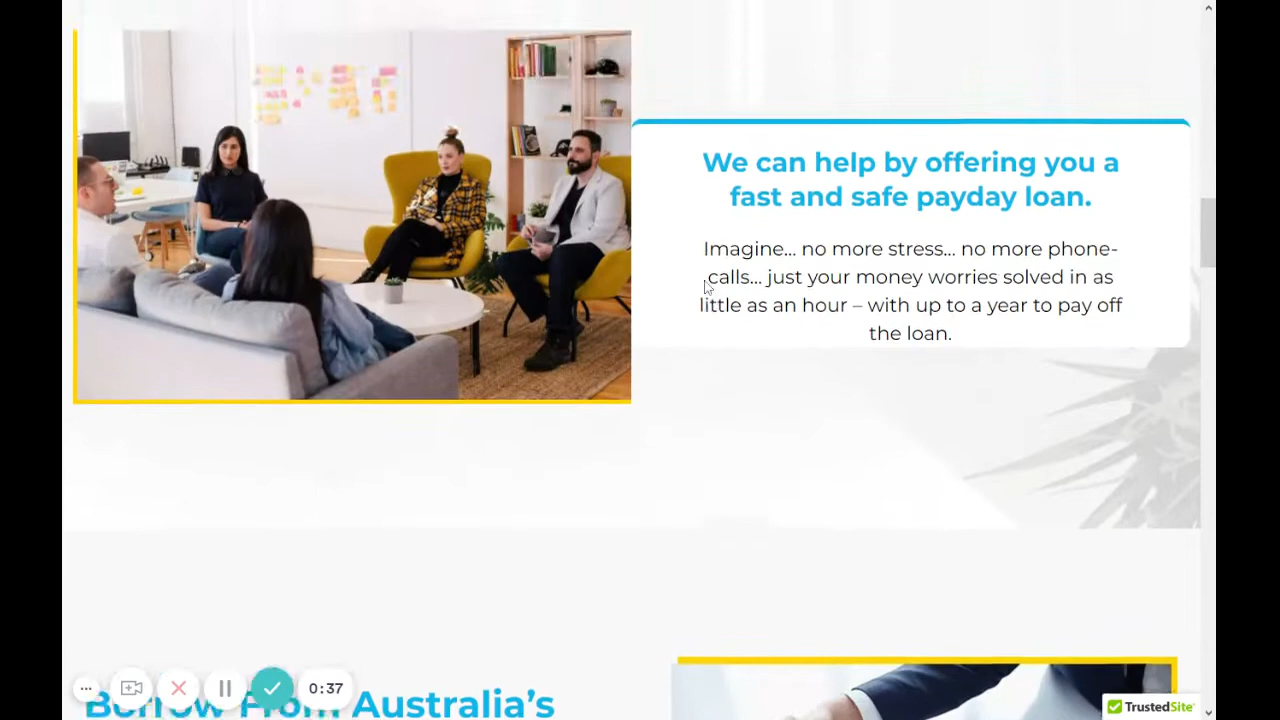 We can help by offering you a
fast and safe payday loan.
Imagine... no more stress... no more phone-
calls... just your money worries solved in as
little as an hour – with up to a year to pay off
the loan.
Borrow From Australia's
0:37
TrustedSite